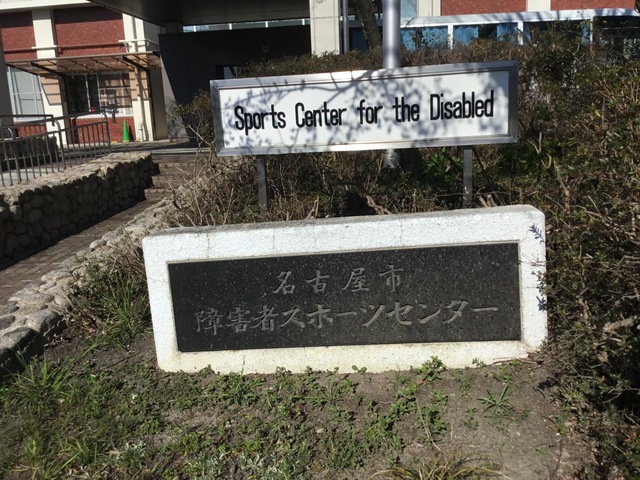 Sports Center for the Disabled
名古屋市
障害者スポーツセンター